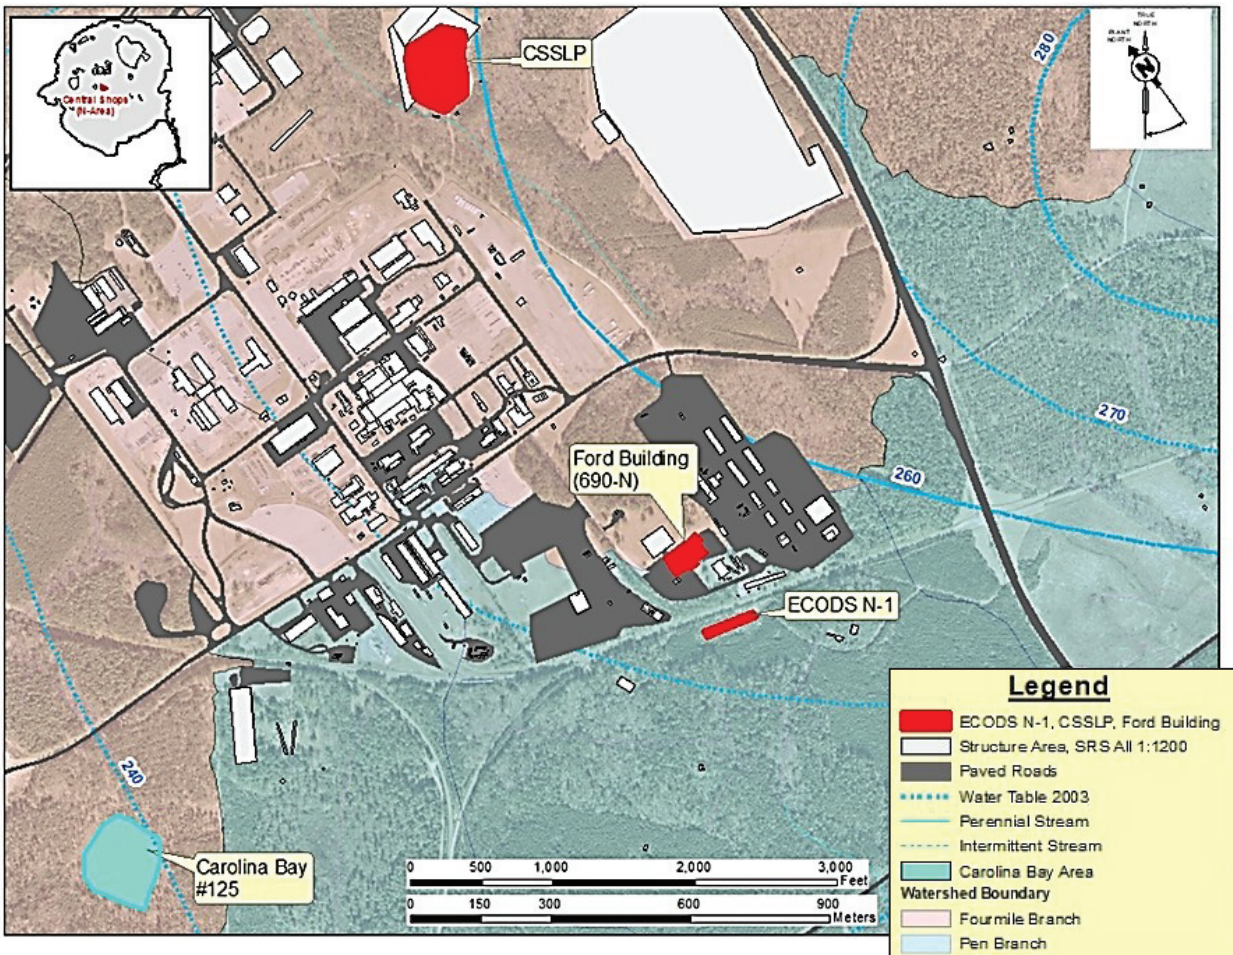 Central Shops
(N-Area)
CSSLP
TRUE
NORTH
PLANT
NORTH
N
280
270
260
Ford Building
(690-N)
ECODS N-1
240
Carolina Bay
#125
0 500 1,000 2,000 3,000
Feet
0 150 300 600 900
Meters
Legend
ECODS N-1, CSSLP, Ford Building
Structure Area, SRS All 1:1200
Paved Roads
Water Table 2003
Perennial Stream
Intermittent Stream
Carolina Bay Area
Watershed Boundary
Fourmile Branch
Pen Branch